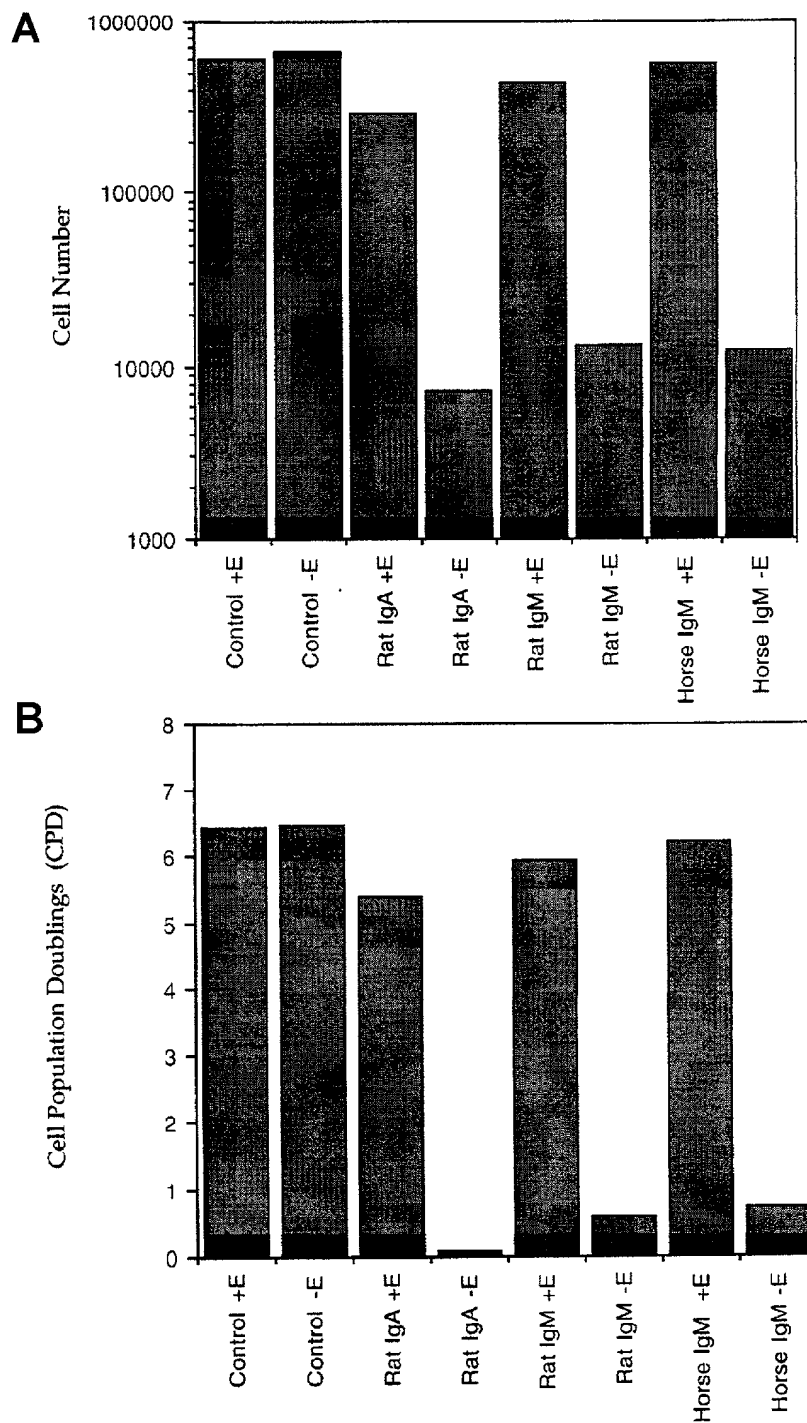 A
Cell Number
1000000
100000
10000
1000
Control +E
Control -E
Rat IgA +E
Rat IgA -E
Rat IgM +E
Rat IgM -E
Horse IgM +E
Horse IgM -E
B
Cell Population Doublings (CPD)
8
7
6
5
4
3
2
1
0
Control +E
Control -E
Rat IgA +E
Rat IgA -E
Rat IgM +E
Rat IgM -E
Horse IgM +E
Horse IgM -E